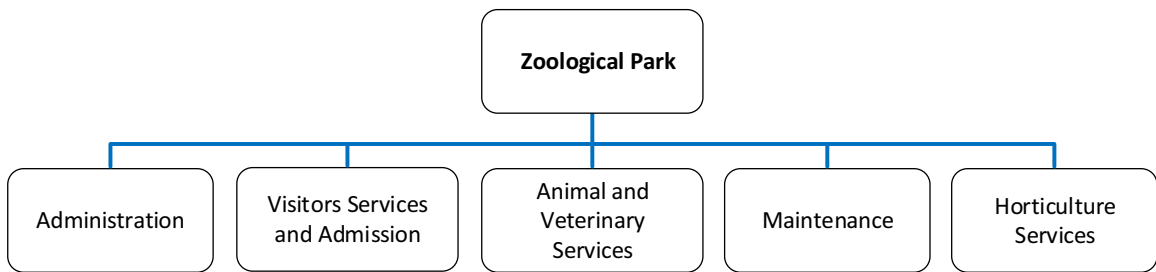 Zoological Park
Administration
Visitors Services
and Admission
Animal and
Veterinary
Services
Maintenance
Horticulture
Services